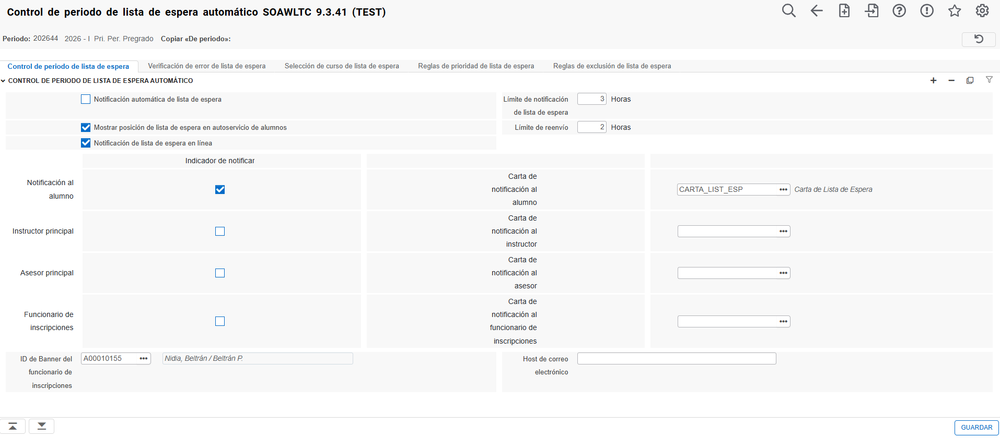 Control de periodo de lista de espera automático SOAWLTC 9.3.41 (TEST)
Periodo: 202644 2026 - I Pri. Per. Pregrado Copiar «De periodo»:
Control de periodo de lista de espera Verificación de error de lista de espera Selección de curso de lista de espera Reglas de prioridad de lista de espera Reglas de exclusión de lista de espera
CONTROL DE PERIODO DE LISTA DE ESPERA AUTOMÁTICO
Notificación automática de lista de espera
Límite de notificación
de lista de espera
3 Horas
Mostrar posición de lista de espera en autoservicio de alumnos
Límite de reenvío 2 Horas
Notificación de lista de espera en línea
Indicador de notificar
Notificación al
alumno
Carta de
notificación al
alumno
CARTA_LIST_ESP Carta de Lista de Espera
Instructor principal
Carta de
notificación al
instructor
Asesor principal
Carta de
notificación al
asesor
Funcionario de
inscripciones
Carta de
notificación al
funcionario de
inscripciones
ID de Banner del
funcionario de
inscripciones
A00010155 Nidia, Beltrán / Beltrán P.
Host de correo
electrónico
GUARDAR